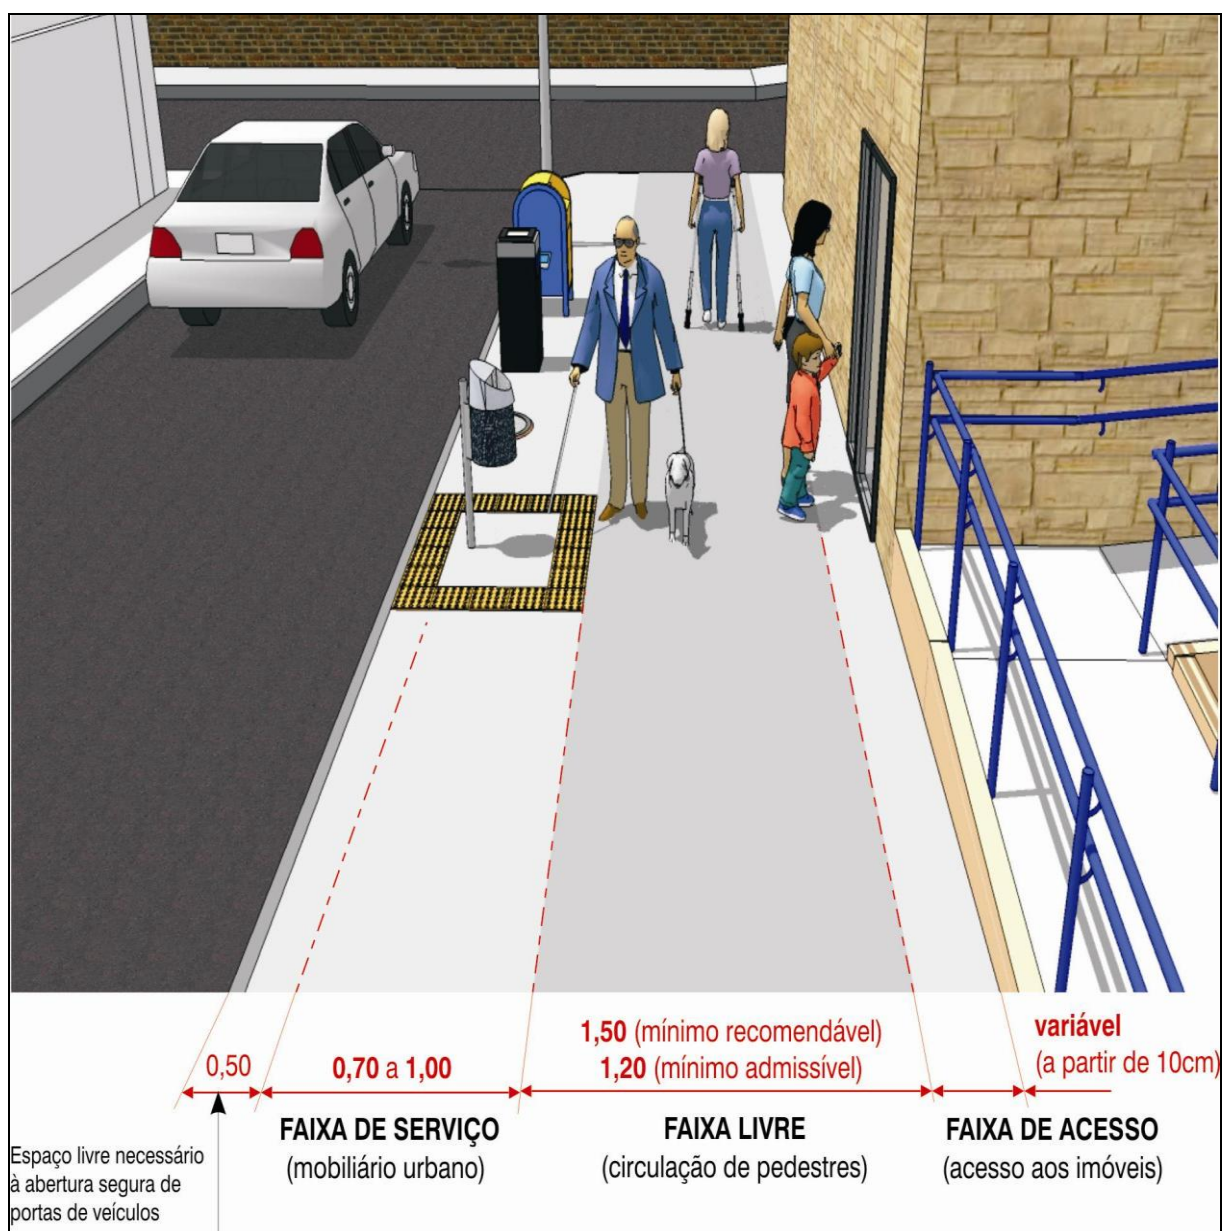 0,50
0,70 a 1,00
1,50 (mínimo recomendável)
1,20 (mínimo admissível)
variável
(a partir de 10cm)
Espaço livre necessário
à abertura segura de
portas de veículos
FAIXA DE SERVIÇO
(mobiliário urbano)
FAIXA LIVRE
(circulação de pedestres)
FAIXA DE ACESSO
(acesso aos imóveis)